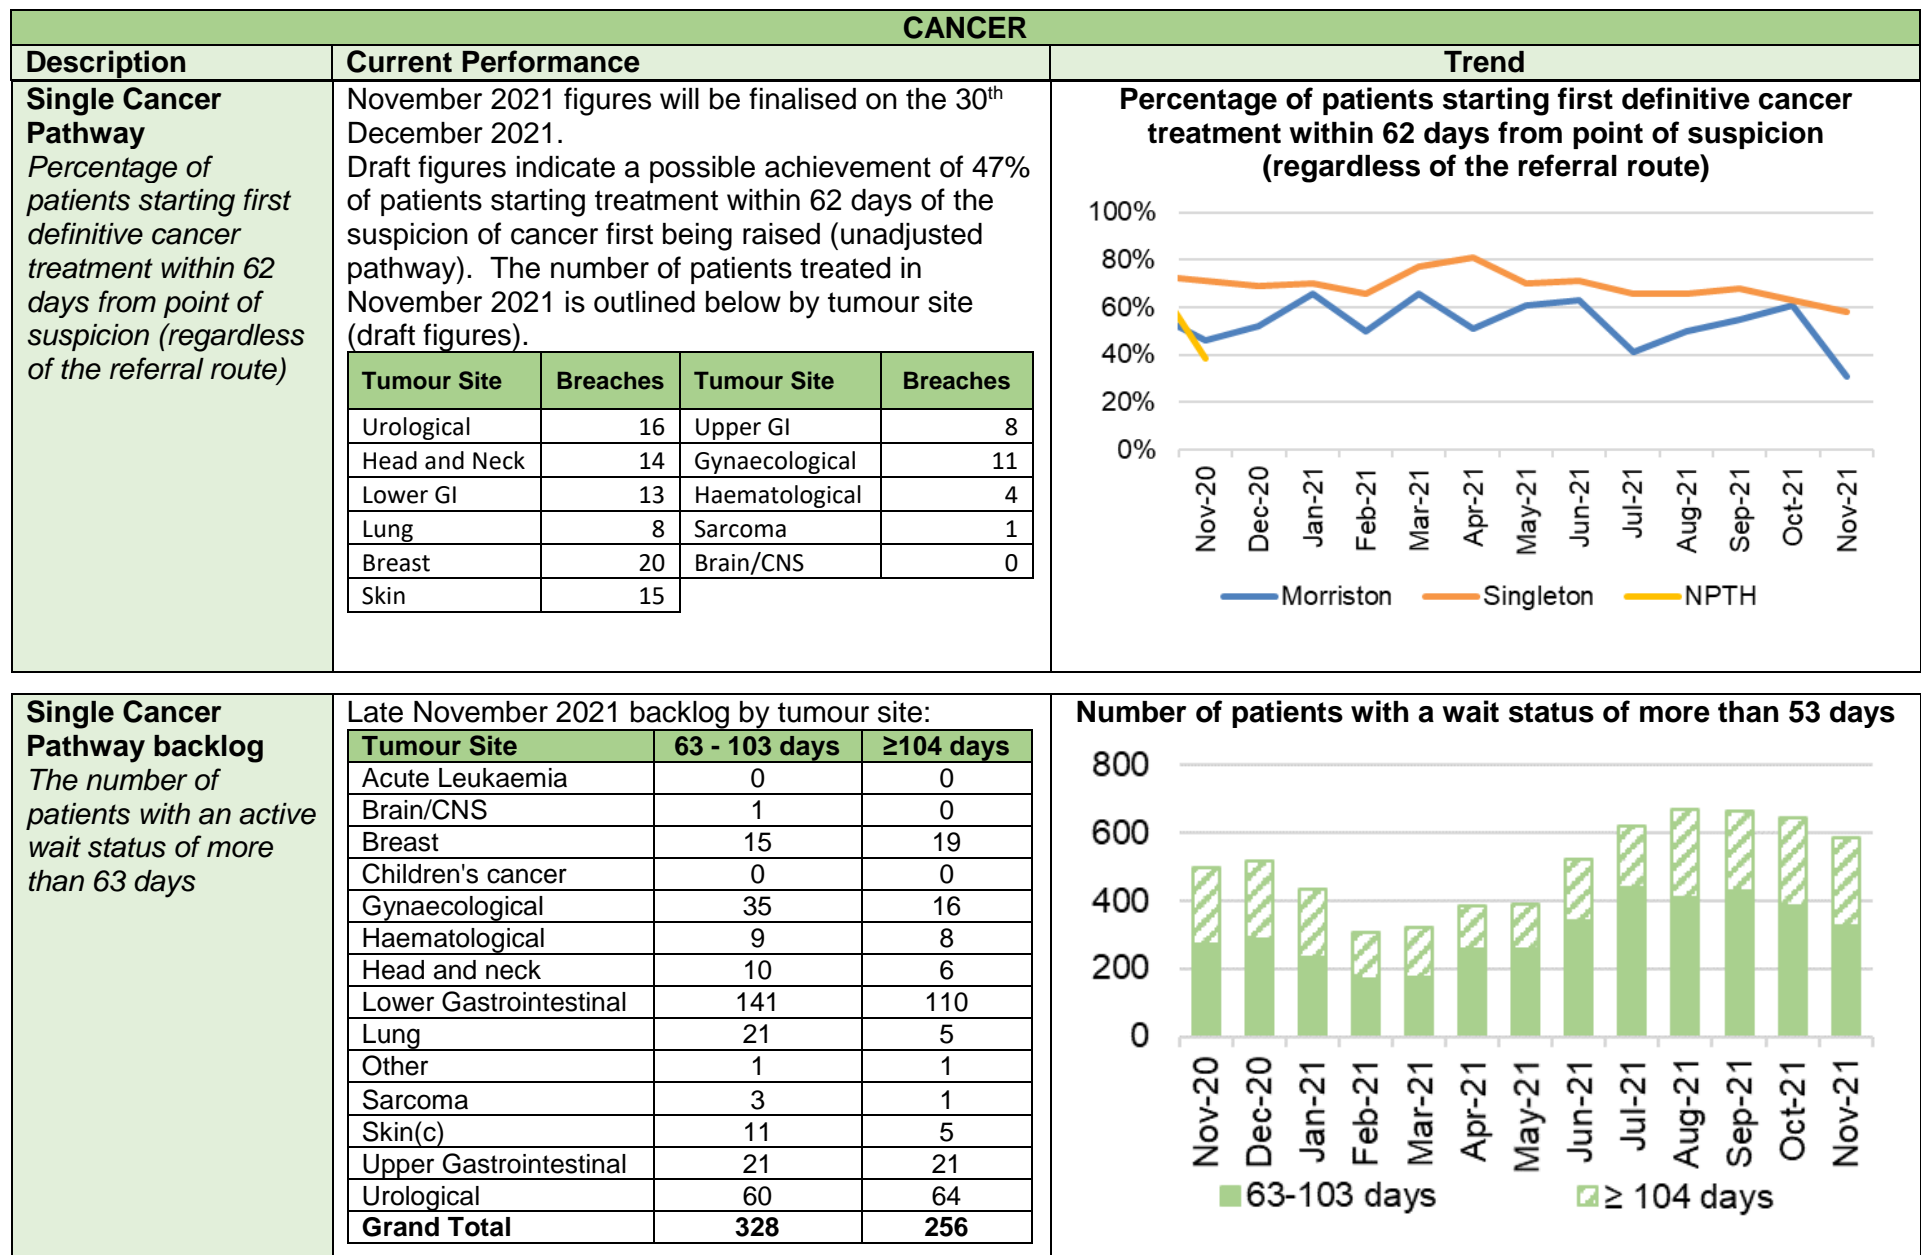 CANCER
Description Current Performance Trend
Single Cancer
Pathway
Percentage of
patients starting first
definitive cancer
treatment within 62
days from point of
suspicion (regardless
of the referral route)
November 2021 figures will be finalised on the 30th
December 2021.
Draft figures indicate a possible achievement of 47%
of patients starting treatment within 62 days of the
suspicion of cancer first being raised (unadjusted
pathway). The number of patients treated in
November 2021 is outlined below by tumour site
(draft figures).
Tumour Site Breaches Tumour Site Breaches
Urological 16 Upper GI 8
Head and Neck 14 Gynaecological 11
Lower GI 13 Haematological 4
Lung 8 Sarcoma 1
Breast 20 Brain/CNS 0
Skin 15
Percentage of patients starting first definitive cancer
treatment within 62 days from point of suspicion
(regardless of the referral route)
100%
80%
60%
40%
20%
0%
Nov-20 Dec-20 Jan-21 Feb-21 Mar-21 Apr-21 May-21 Jun-21 Jul-21 Aug-21 Sep-21 Oct-21 Nov-21
Morriston Singleton NPTH
Single Cancer
Pathway backlog
The number of
patients with an active
wait status of more
than 63 days
Late November 2021 backlog by tumour site:
Tumour Site 63 - 103 days ≥104 days
Acute Leukaemia 0 0
Brain/CNS 1 0
Breast 15 19
Children's cancer 0 0
Gynaecological 35 16
Haematological 9 8
Head and neck 10 6
Lower Gastrointestinal 141 110
Lung 21 5
Other 1 1
Sarcoma 3 1
Skin(c) 11 5
Upper Gastrointestinal 21 21
Urological 60 64
Grand Total 328 256
Number of patients with a wait status of more than 53 days
800
600
400
200
0
Nov-20 Dec-20 Jan-21 Feb-21 Mar-21 Apr-21 May-21 Jun-21 Jul-21 Aug-21 Sep-21 Oct-21 Nov-21
63-103 days ≥ 104 days